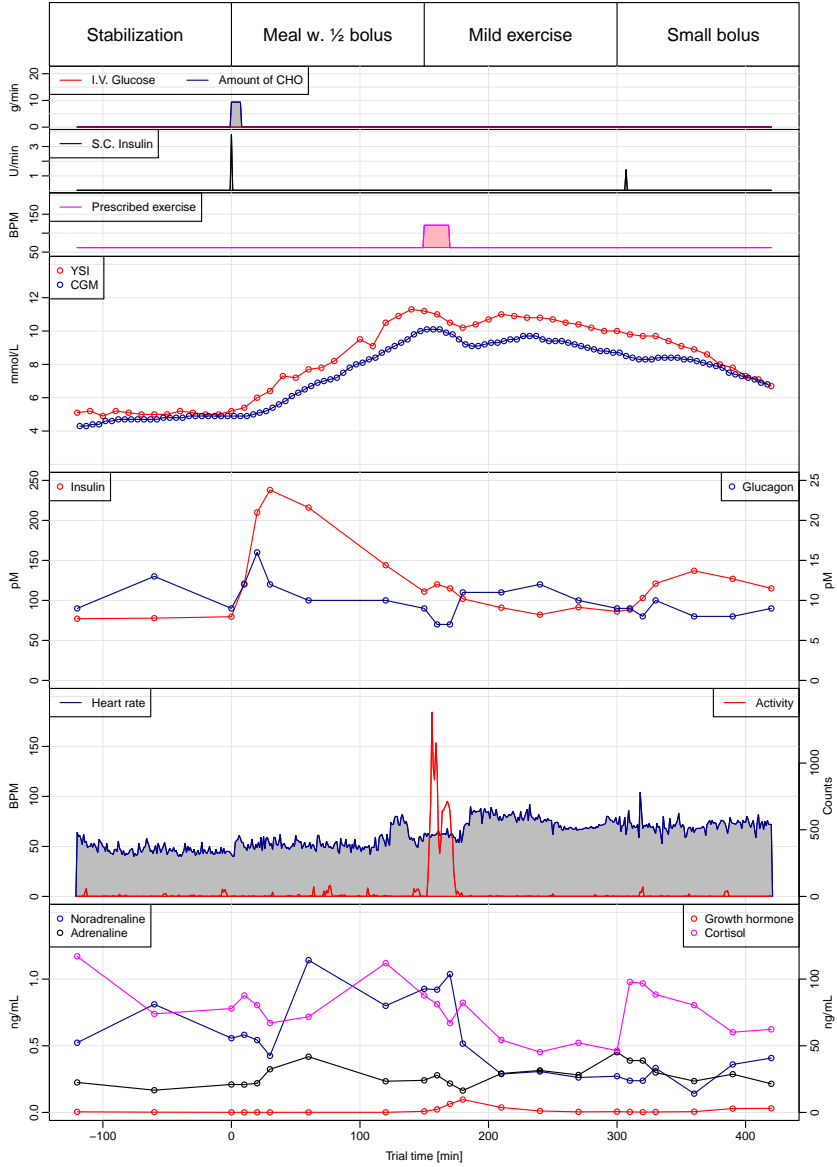 Stabilization Meal w. ½ bolus Mild exercise Small bolus
I.V. Glucose Amount of CHO
g/min
0 10 20
S.C. Insulin
U/min
1 3
Prescribed exercise
BPM
50 150
YSI
CGM
mmol/L
4 6 8 10 12
Insulin
Glucagon
pM
0 50 100 150 200 250
pM
0 5 10 15 20 25
Heart rate
Activity
BPM
0 50 100 150
Counts
0 500 1500
Noradrenaline
Adrenaline
Growth hormone
Cortisol
ng/mL
0.0 0.5 1.0
ng/mL
0 50 100
−100 0 100 200 300 400
Trial time [min]